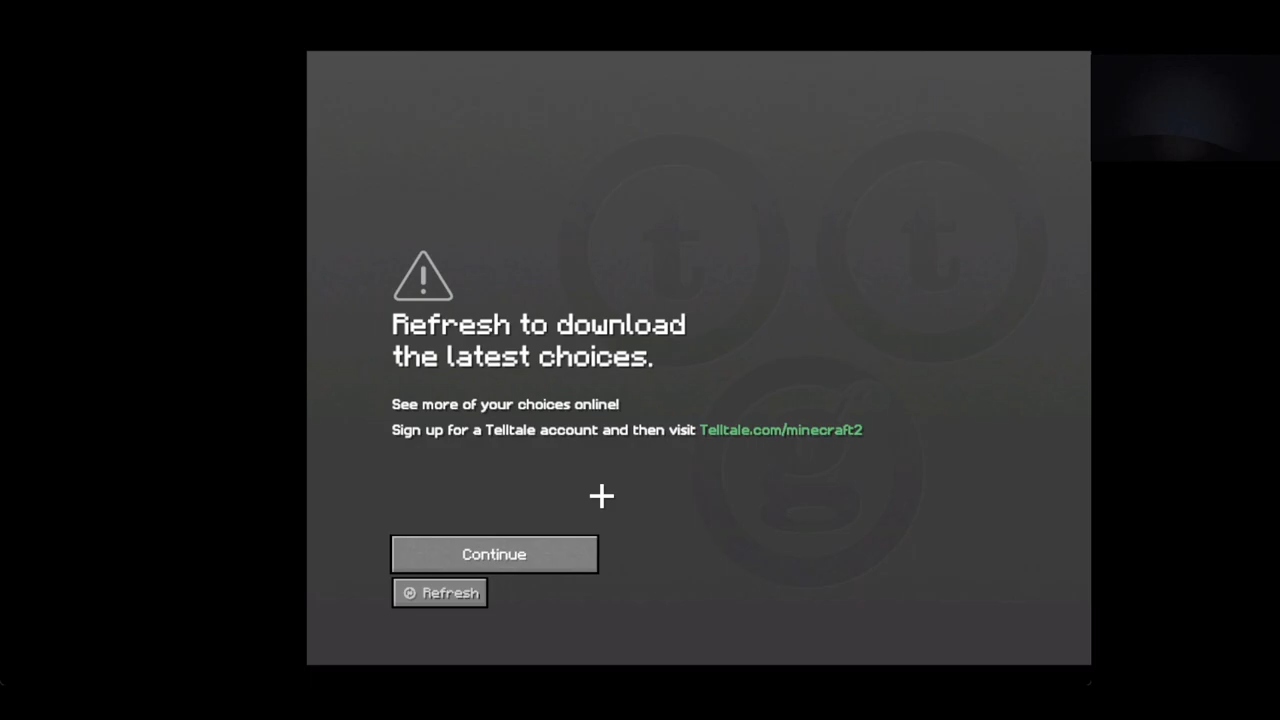 Refresh to download
the latest choices.
See more of your choices online!
Sign up for a Telltale account and then visit Telltale.com/minecraft2
Continue
Refresh
t t
g